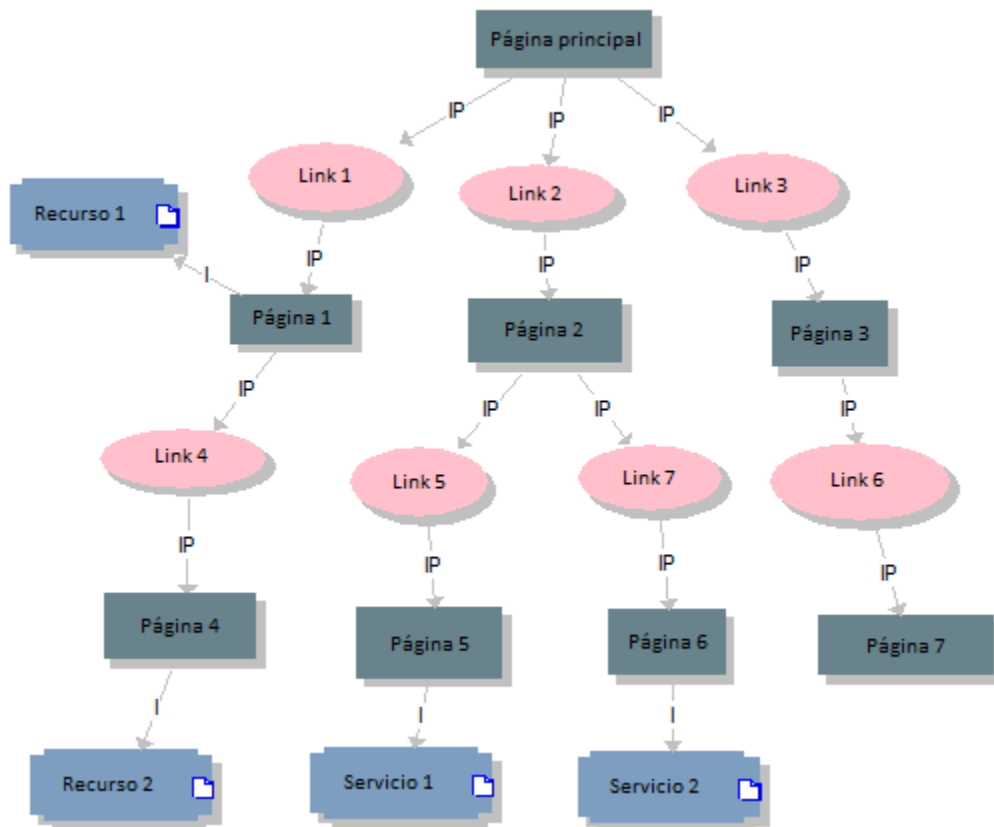 Página principal
IP
IP
IP
Link 1
Link 2
Link 3
Recurso 1
IP
IP
IP
I
Página 1
Página 2
Página 3
IP
IP
IP
IP
Link 4
Link 5
Link 7
Link 6
IP
IP
IP
IP
Página 4
Página 5
Página 6
Página 7
I
I
I
Recurso 2
Servicio 1
Servicio 2